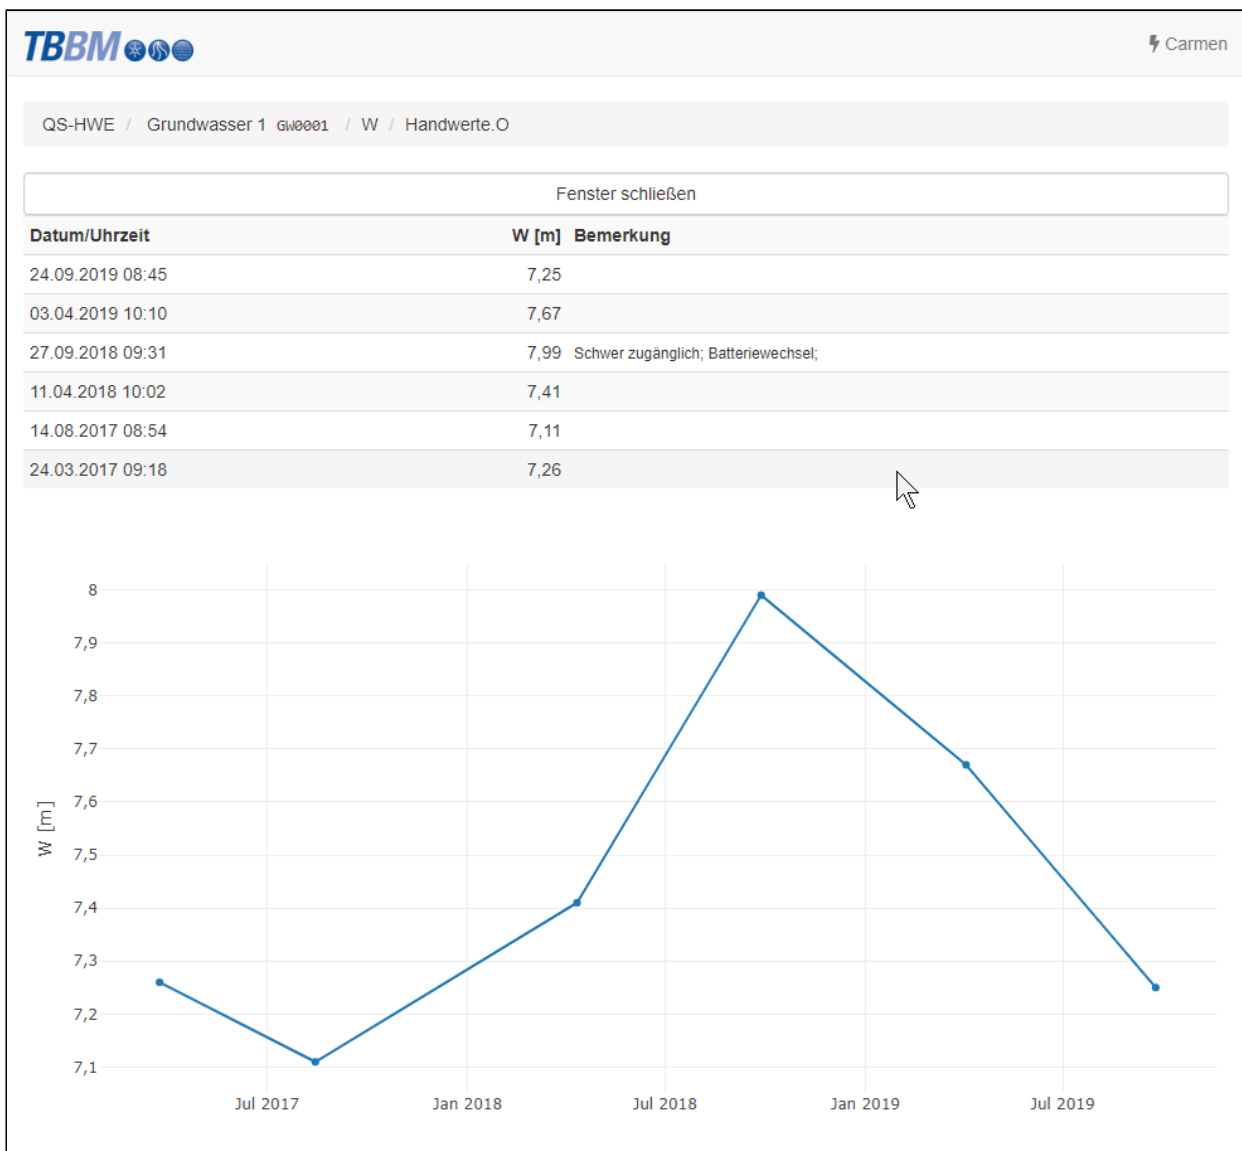 TBBM
Carmen
QS-HWE / Grundwasser 1 GW0001 / W / Handwerte.O
Fenster schließen
Datum/Uhrzeit W [m] Bemerkung
24.09.2019 08:45 7,25
03.04.2019 10:10 7,67
27.09.2018 09:31 7,99 Schwer zugänglich; Batteriewechsel;
11.04.2018 10:02 7,41
14.08.2017 08:54 7,11
24.03.2017 09:18 7,26
8
7,9
7,8
7,7
7,6
7,5
7,4
7,3
7,2
7,1
W [m]
Jul 2017 Jan 2018 Jul 2018 Jan 2019 Jul 2019